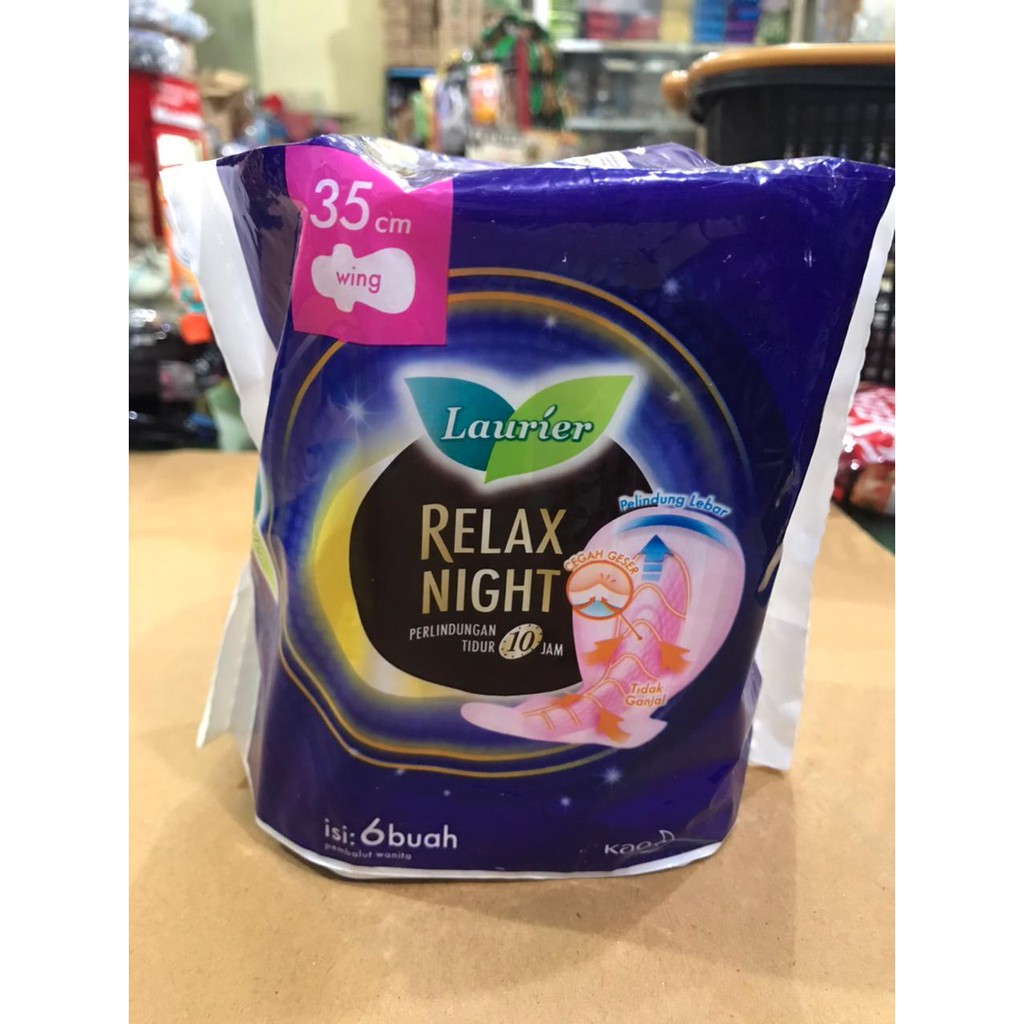 35 cm
wing
Laurier
RELAX
NIGHT
PERLINDUNGAN
TIDUR 10 JAM
Pelindung Lebar
CEGAH GESER
Tidak
Ganjal
isi: 6 buah
pembalut wanita
Kao